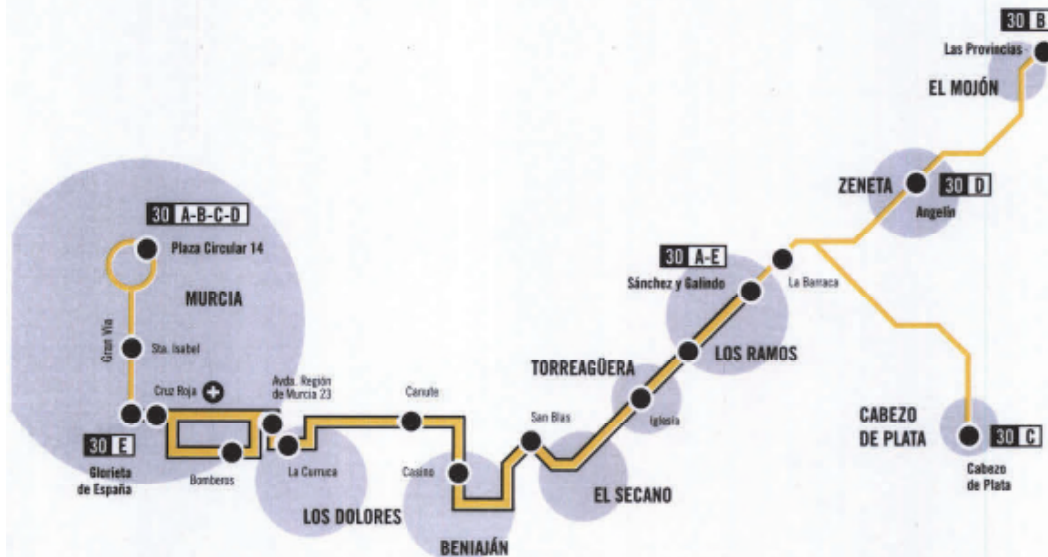 30 B
Las Provincias
EL MOJÓN
ZENETA
30 D
Angelín
30 A-B-C-D
Plaza Circular 14
MURCIA
Gran Vía
Sta. Isabel
Cruz Roja
Avda. Región
de Murcia 23
30 E
Glorieta
de España
Bomberos
La Curruca
LOS DOLORES
Canute
Casino
BENIAJÁN
San Blas
EL SECANO
TORREAGÜERA
Iglesia
30 A-E
Sánchez y Galindo
LOS RAMOS
La Barraca
CABEZO
DE PLATA
30 C
Cabezo
de Plata